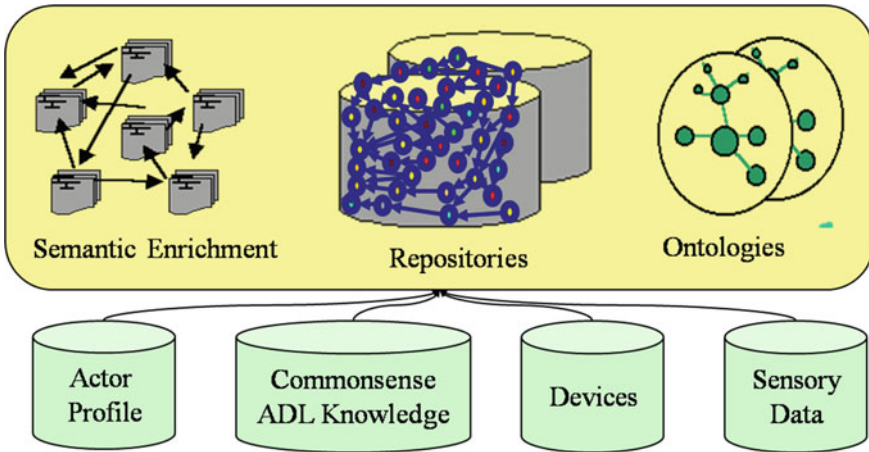 Semantic Enrichment
Repositories
Ontologies
Actor
Profile
Commonsense
ADL Knowledge
Devices
Sensory
Data